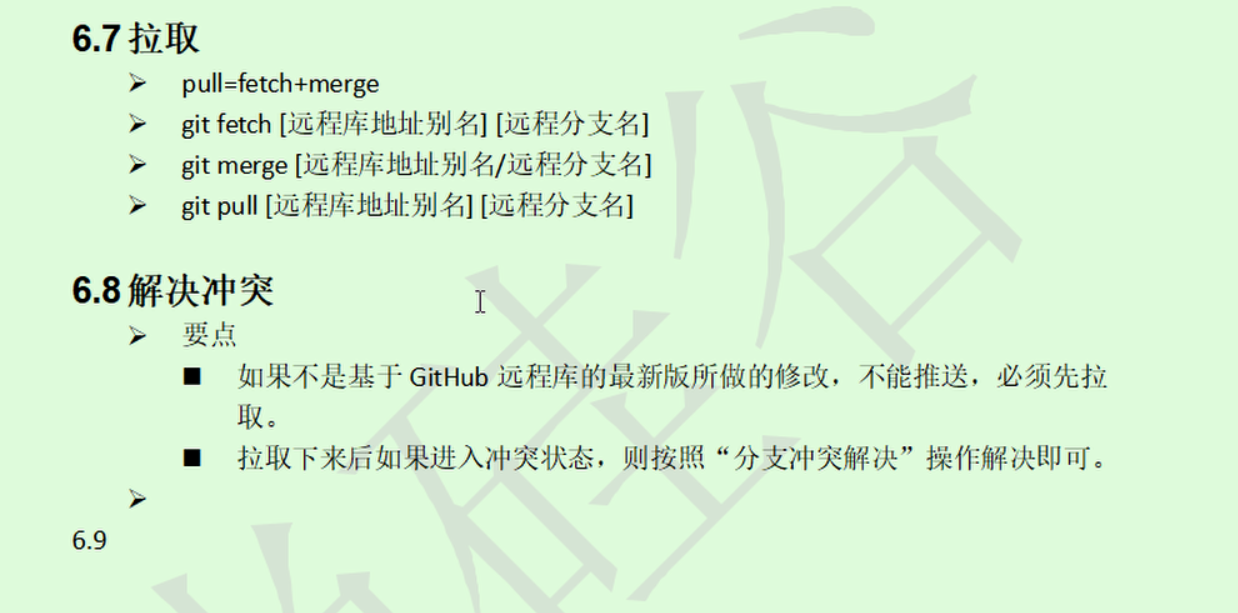 6.7 拉取
➢ pull=fetch+merge
➢ git fetch [远程库地址别名] [远程分支名]
➢ git merge [远程库地址别名/远程分支名]
➢ git pull [远程库地址别名] [远程分支名]
6.8 解决冲突
➢ 要点
■ 如果不是基于 GitHub 远程库的最新版所做的修改，不能推送，必须先拉
取。
■ 拉取下来后如果进入冲突状态，则按照“分支冲突解决”操作解决即可。
➢
6.9
硅谷